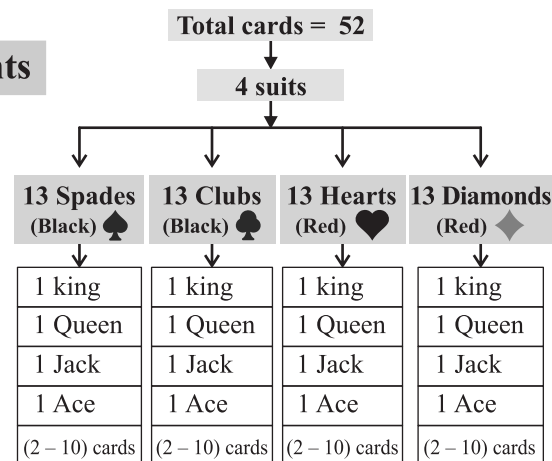 Total cards = 52
4 suits
13 Spades
(Black)
13 Clubs
(Black)
13 Hearts
(Red)
13 Diamonds
(Red)
1 king
1 Queen
1 Jack
1 Ace
(2 – 10) cards
1 king
1 Queen
1 Jack
1 Ace
(2 – 10) cards
1 king
1 Queen
1 Jack
1 Ace
(2 – 10) cards
1 king
1 Queen
1 Jack
1 Ace
(2 – 10) cards